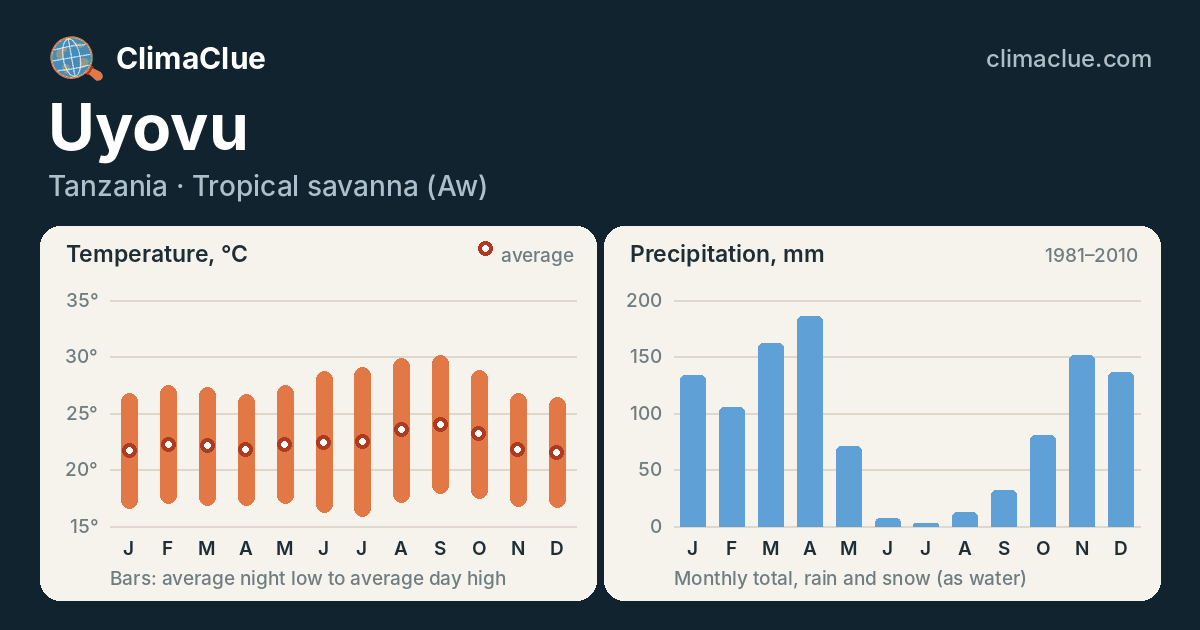 ClimaClue
climaclue.com
Uyovu
Tanzania · Tropical savanna (Aw)
Temperature, °C
average
35°
30°
25°
20°
15°
J F M A M J J A S O N D
Bars: average night low to average day high
Precipitation, mm
1981–2010
200
150
100
50
0
J F M A M J J A S O N D
Monthly total, rain and snow (as water)